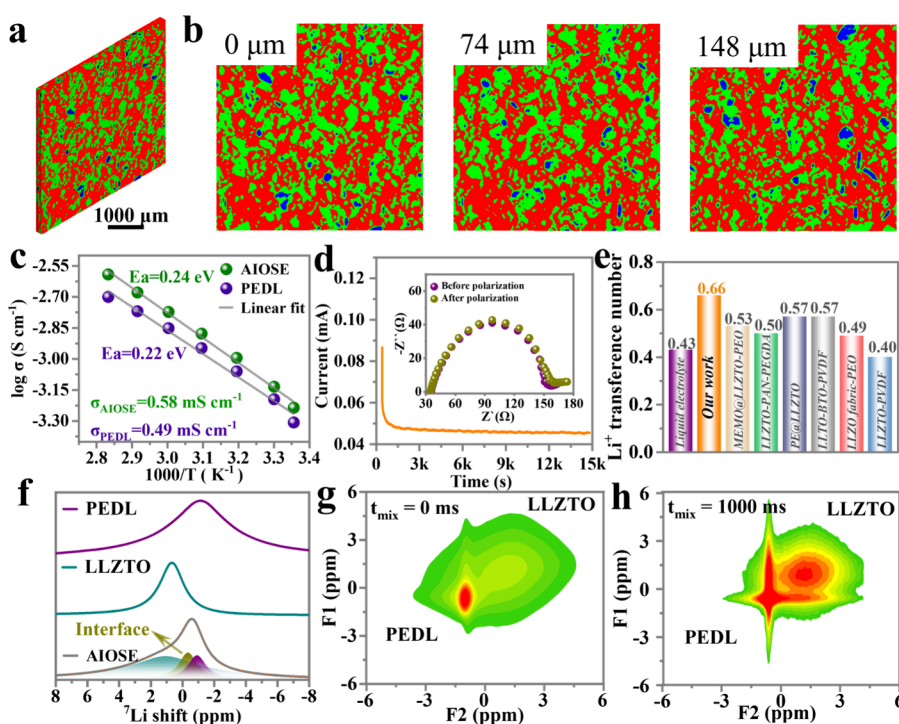 a
1000 μm
b
0 μm
74 μm
148 μm
c
log σ (S cm⁻¹)
-2.55
-2.70
-2.85
-3.00
-3.15
-3.30
Ea=0.24 eV
AIOSE
PEDL
Linear fit
Ea=0.22 eV
σAIOSE=0.58 mS cm⁻¹
σPEDL=0.49 mS cm⁻¹
2.8 2.9 3.0 3.1 3.2 3.3 3.4
1000/T ( K⁻¹)
d
Current (mA)
0.12
0.10
0.08
0.06
0.04
0 3k 6k 9k 12k 15k
Time (s)
Before polarization
After polarization
-Z`` (Ω)
60
40
20
0
30 60 90 120 150 180
Z` (Ω)
e
Li⁺ transference number
0.8
0.6
0.4
0.2
0.0
0.43
0.66
0.53
0.50
0.57
0.57
0.49
0.40
Liquid electrolyte
Our work
MEMO@LLZTO-PEO
LLZTO-PAN-PEGDA
PE@LLZTO
LLTO-BTO-PVDF
LLZO fabric-PEO
LLZTO-PVDF
f
PEDL
LLZTO
Interface
AIOSE
8 6 4 2 0 -2 -4 -6 -8
⁷Li shift (ppm)
g
tmix = 0 ms
LLZTO
PEDL
F1 (ppm)
6
3
0
-3
-6
-6 -3 0 3 6
F2 (ppm)
h
tmix = 1000 ms
LLZTO
PEDL
F1 (ppm)
6
3
0
-3
-6
-6 -3 0 3 6
F2 (ppm)